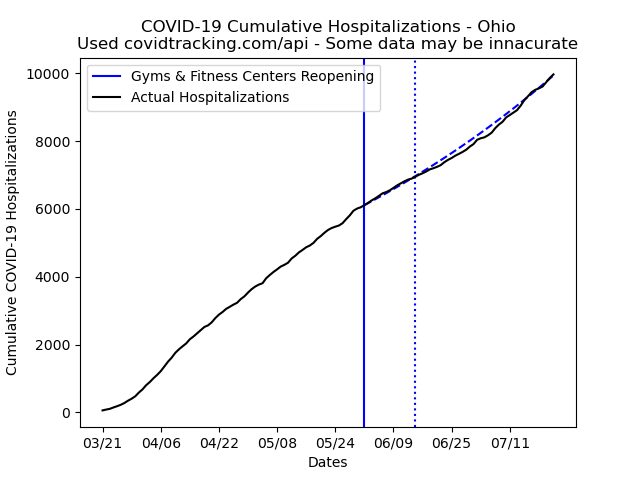 COVID-19 Cumulative Hospitalizations - Ohio
Used covidtracking.com/api - Some data may be innacurate
Gyms & Fitness Centers Reopening
Actual Hospitalizations
Cumulative COVID-19 Hospitalizations
10000
8000
6000
4000
2000
0
03/21 04/06 04/22 05/08 05/24 06/09 06/25 07/11
Dates